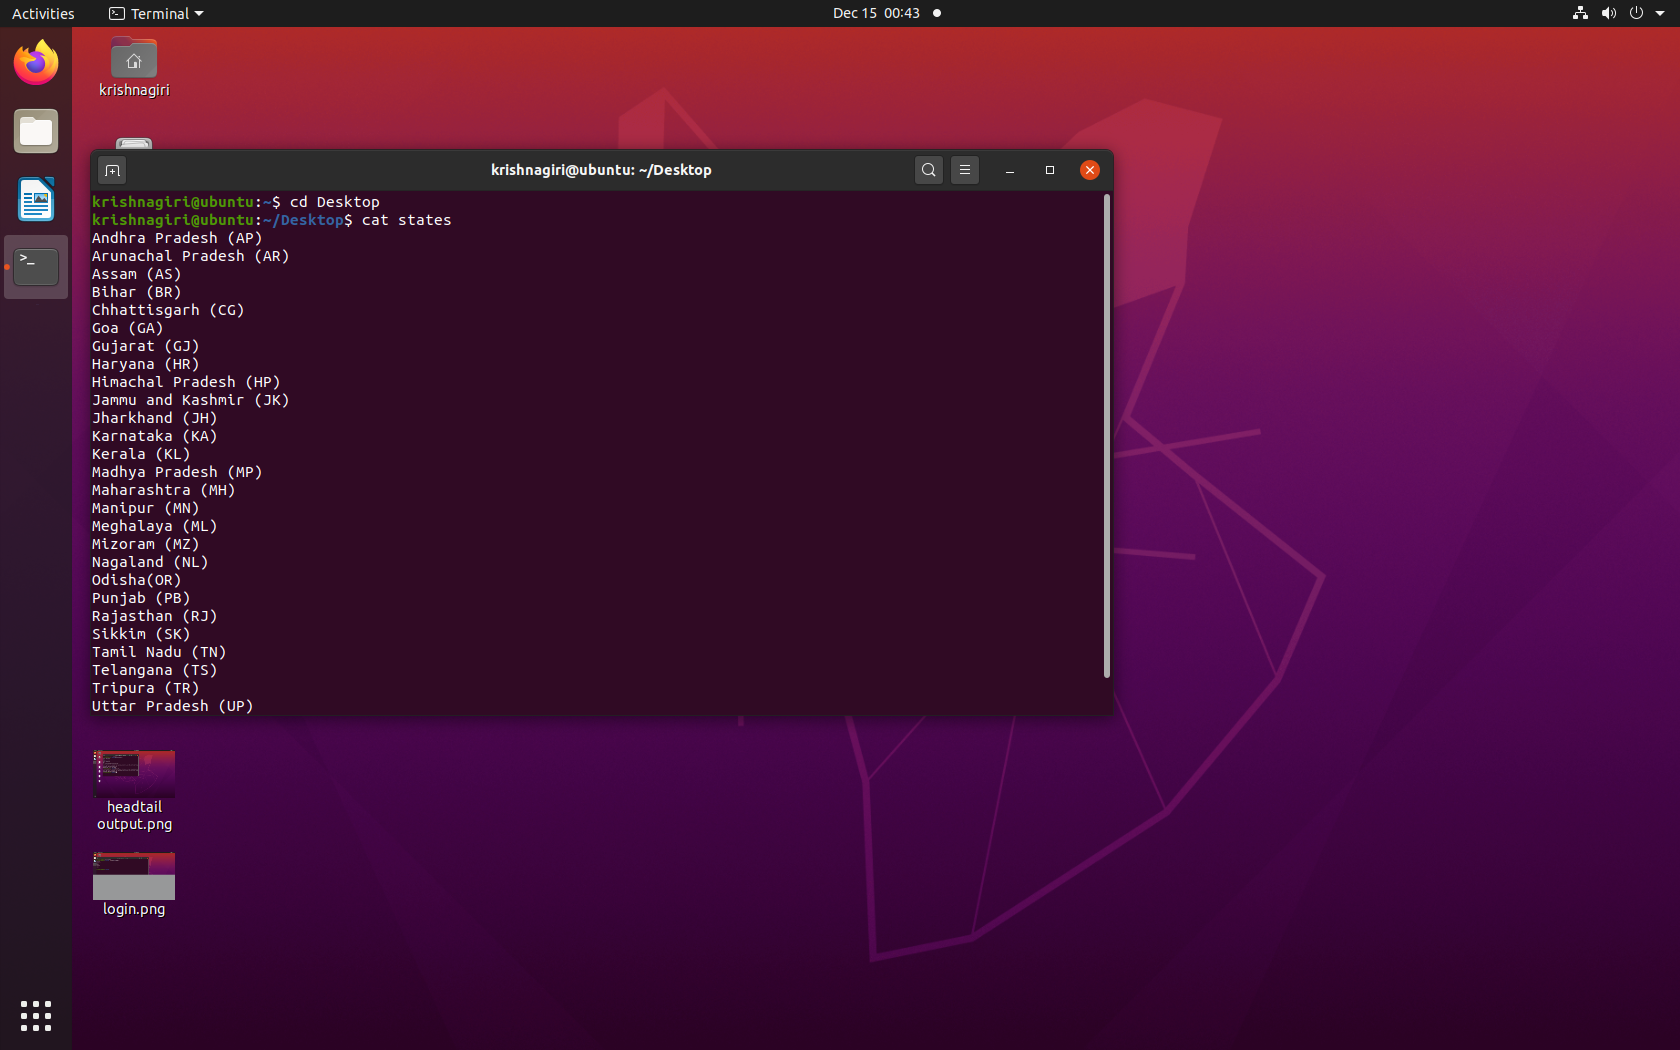 Activities
Terminal
Dec 15 00:43
krishnagiri
krishnagiri@ubuntu: ~/Desktop
krishnagiri@ubuntu:~$ cd Desktop
krishnagiri@ubuntu:~/Desktop$ cat states
Andhra Pradesh (AP)
Arunachal Pradesh (AR)
Assam (AS)
Bihar (BR)
Chhattisgarh (CG)
Goa (GA)
Gujarat (GJ)
Haryana (HR)
Himachal Pradesh (HP)
Jammu and Kashmir (JK)
Jharkhand (JH)
Karnataka (KA)
Kerala (KL)
Madhya Pradesh (MP)
Maharashtra (MH)
Manipur (MN)
Meghalaya (ML)
Mizoram (MZ)
Nagaland (NL)
Odisha(OR)
Punjab (PB)
Rajasthan (RJ)
Sikkim (SK)
Tamil Nadu (TN)
Telangana (TS)
Tripura (TR)
Uttar Pradesh (UP)
headtail
output.png
login.png